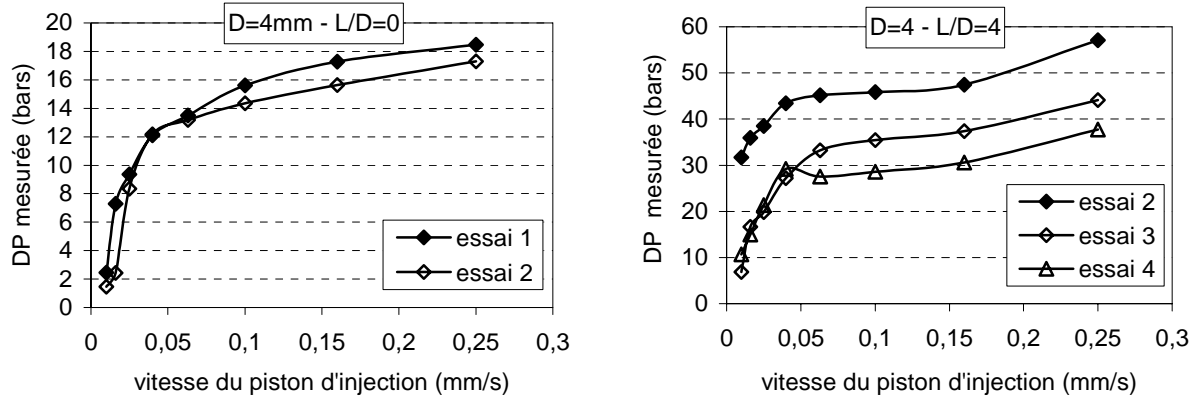 D=4mm - L/D=0
DP mesurée (bars)
20
18
16
14
12
10
8
6
4
2
0
essai 1
essai 2
0
0,05
0,1
0,15
0,2
0,25
0,3
vitesse du piston d'injection (mm/s)
D=4 - L/D=4
DP mesurée (bars)
60
50
40
30
20
10
0
essai 2
essai 3
essai 4
0
0,05
0,1
0,15
0,2
0,25
0,3
vitesse du piston d'injection (mm/s)